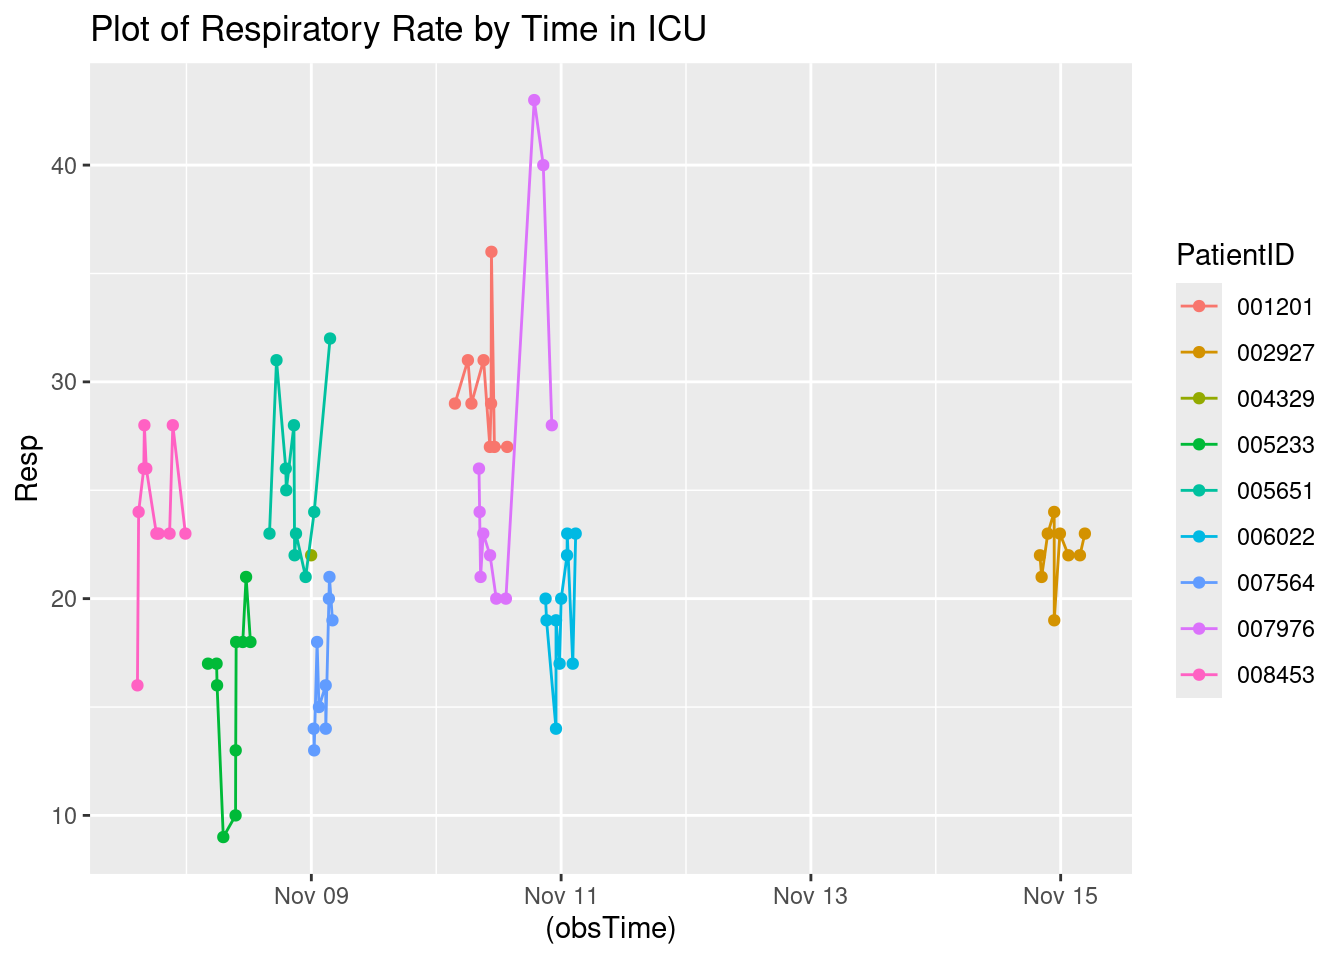 Plot of Respiratory Rate by Time in ICU
40
30
20
10
Resp
Nov 09
Nov 11
Nov 13
Nov 15
(obsTime)
PatientID
001201
002927
004329
005233
005651
006022
007564
007976
008453